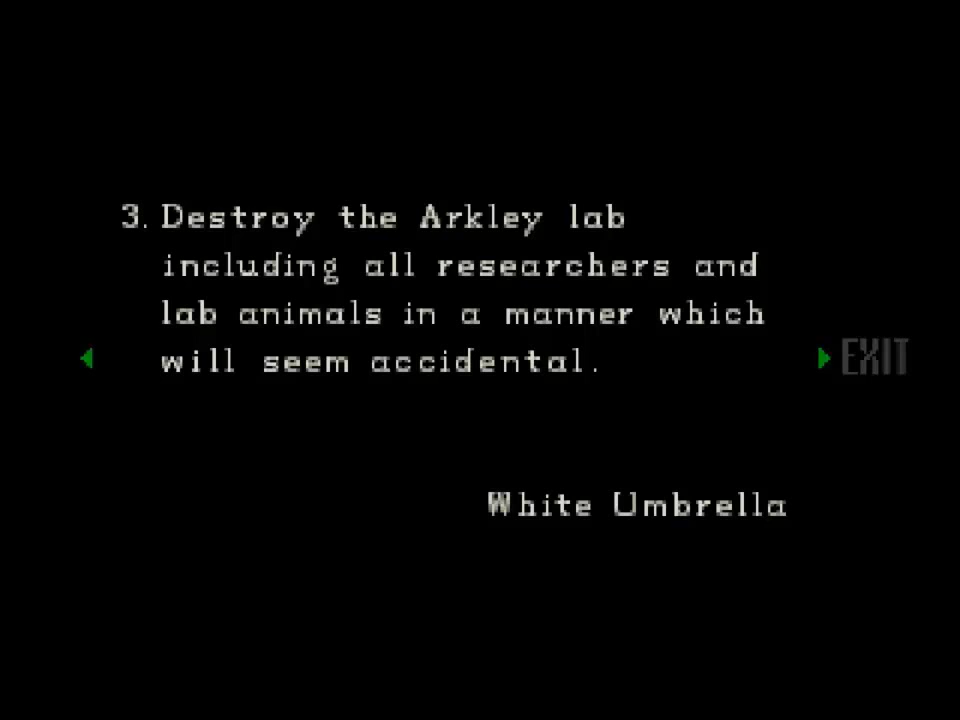 3. Destroy the Arkley lab
including all researchers and
lab animals in a manner which
will seem accidental.
EXIT
White Umbrella